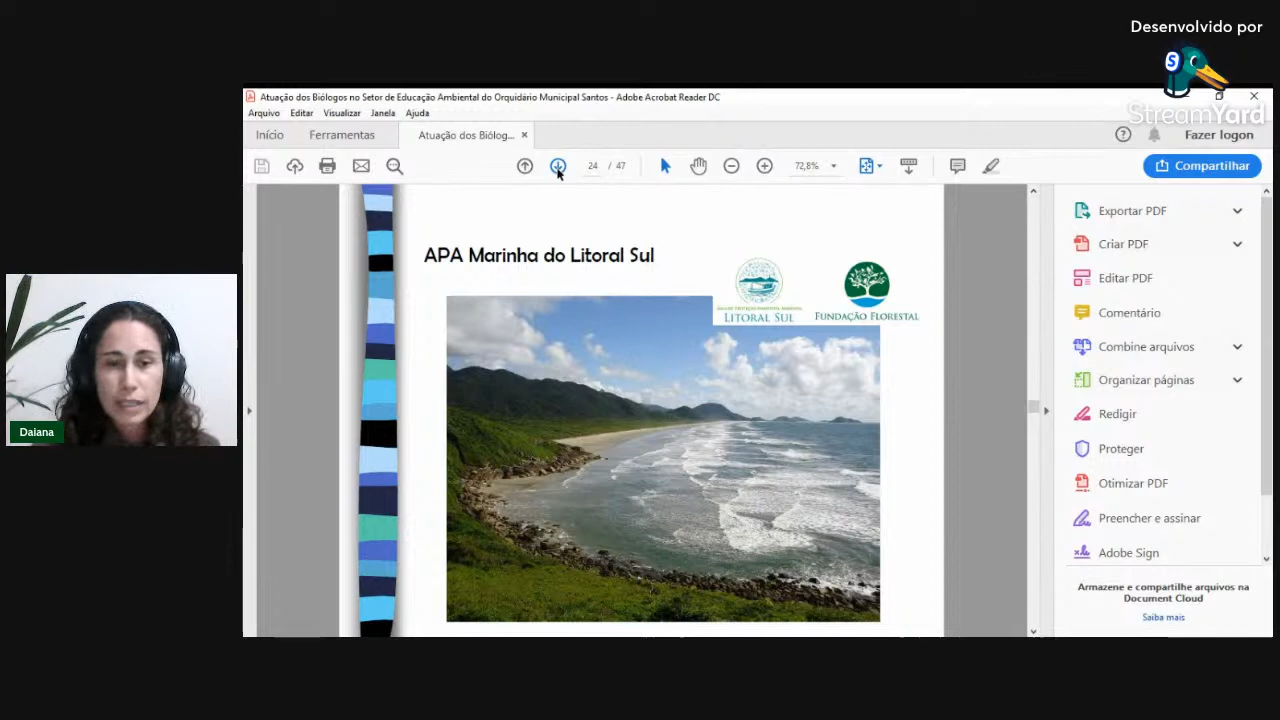 Desenvolvido por
StreamYard
Atuação dos Biólogos no Setor de Educação Ambiental do Orquidário Municipal Santos - Adobe Acrobat Reader DC
Arquivo Editar Visualizar Janela Ajuda
Início Ferramentas Atuação dos Biólog... × Fazer logon
24 / 47 72,8% Compartilhar
APA Marinha do Litoral Sul
LITORAL SUL
FUNDAÇÃO FLORESTAL
Daiana
Exportar PDF
Criar PDF
Editar PDF
Comentário
Combine arquivos
Organizar páginas
Redigir
Proteger
Otimizar PDF
Preencher e assinar
Adobe Sign
Armazene e compartilhe arquivos na
Document Cloud
Saiba mais